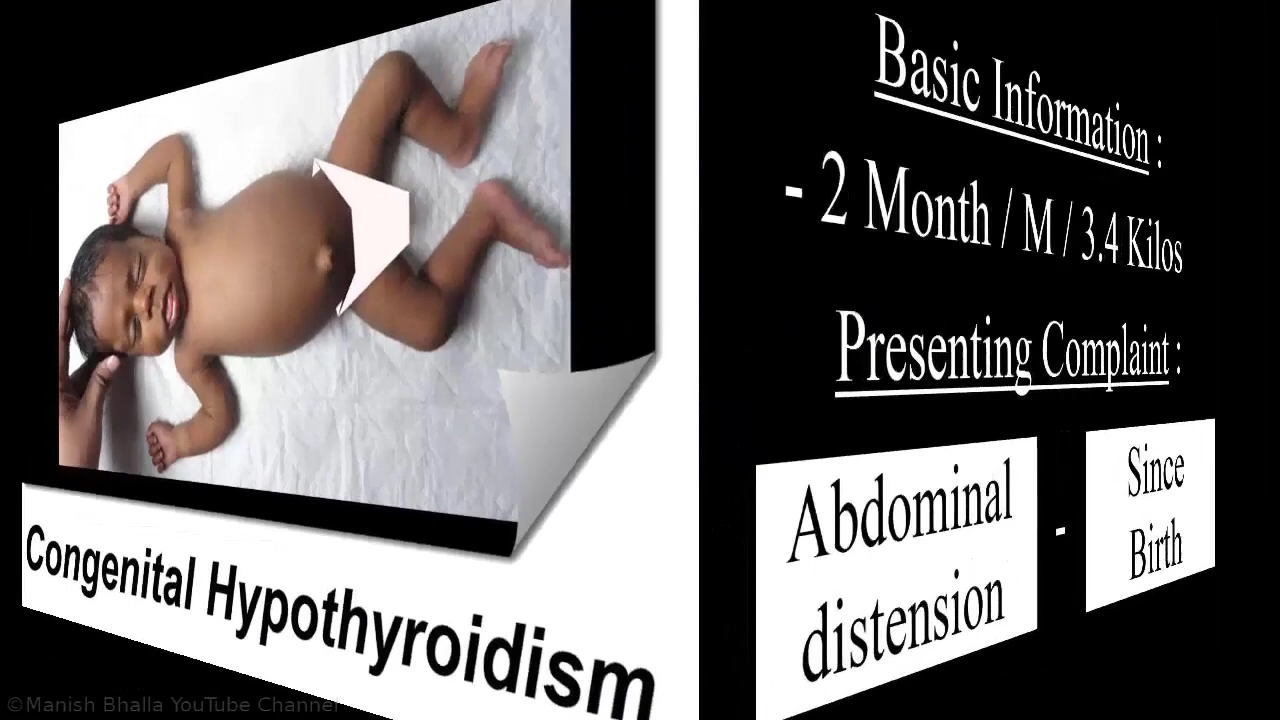 Congenital Hypothyroidism
Basic Information :
- 2 Month / M / 3.4 Kilos
Presenting Complaint :
Abdominal
distension
-
Since
Birth
©Manish Bhalla YouTube Channel